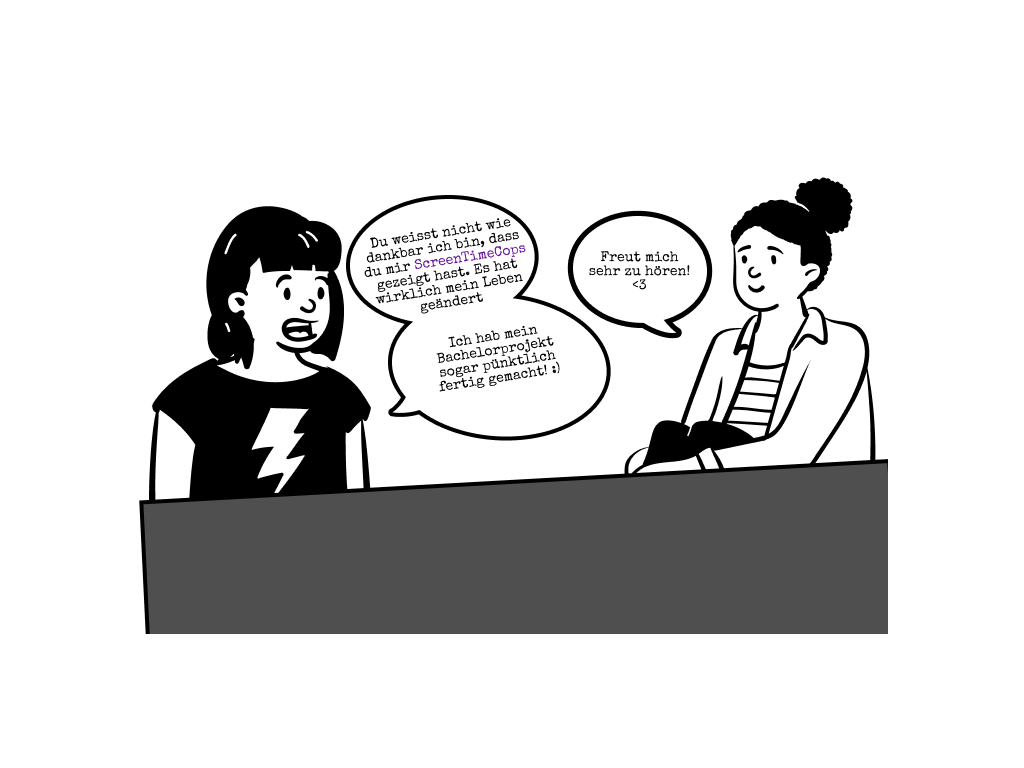 Du weisst nicht wie
dankbar ich bin, dass
du mir ScreenTimeCops
gezeigt hast. Es hat
wirklich mein Leben
geändert
Ich hab mein
Bachelorprojekt
sogar pünktlich
fertig gemacht! :)
Freut mich
sehr zu hören!
<3